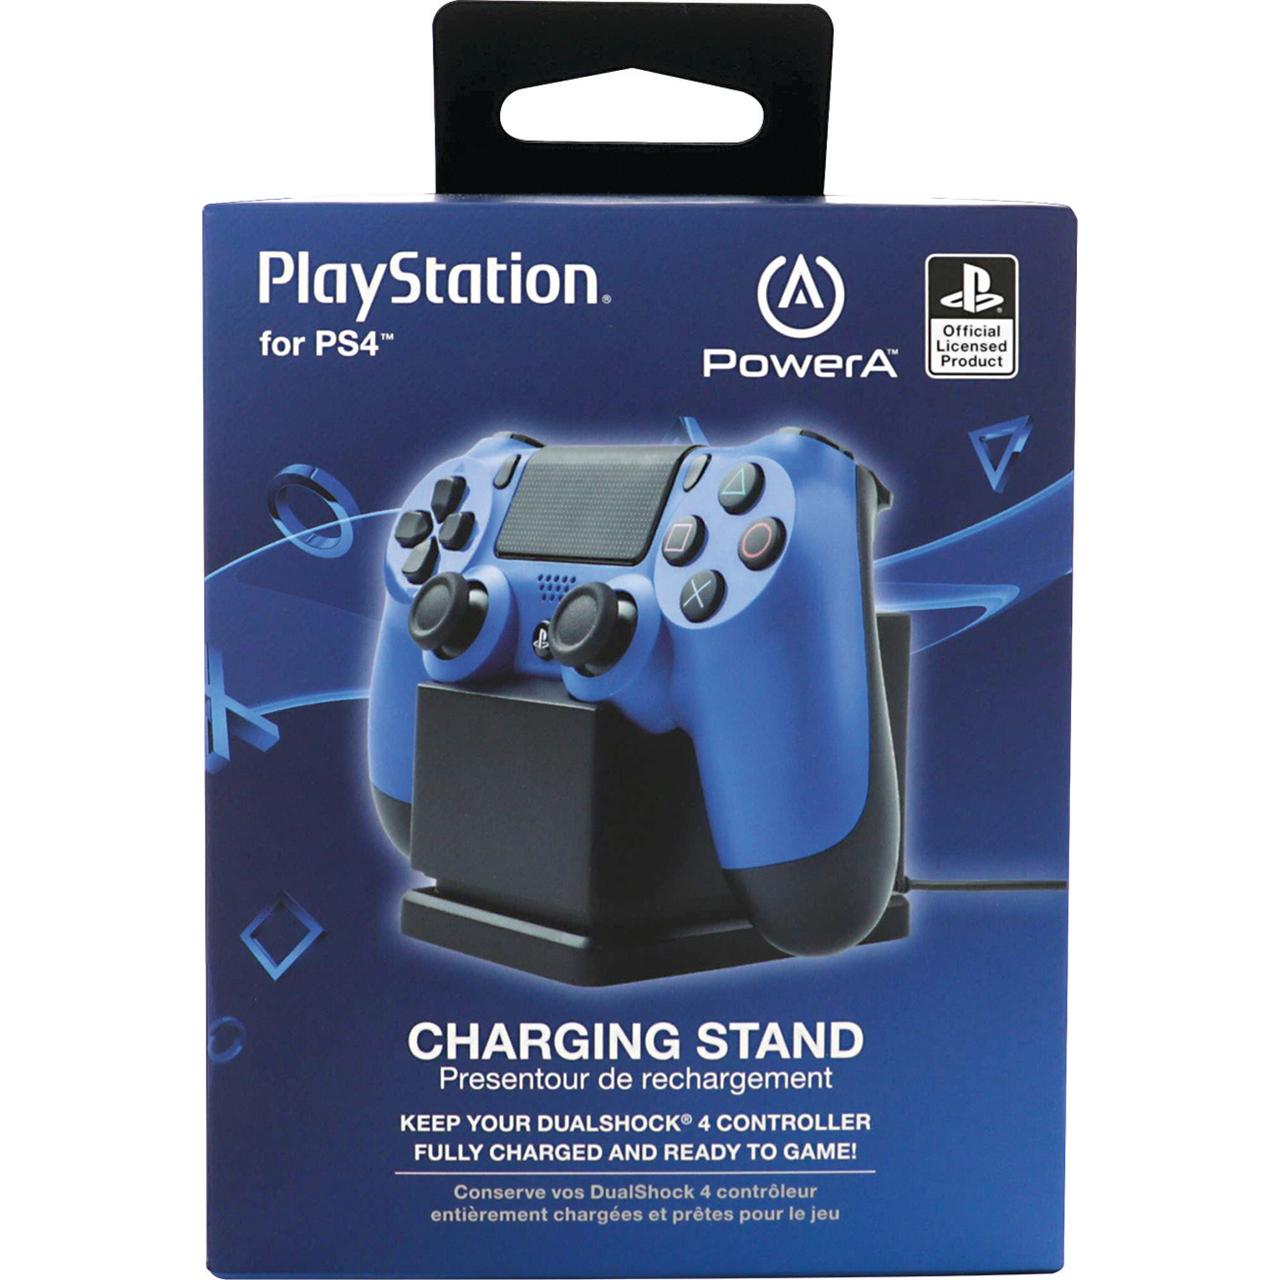 PlayStation®
for PS4™
PowerA™
Official
Licensed
Product
CHARGING STAND
Presentour de rechargement
KEEP YOUR DUALSHOCK® 4 CONTROLLER
FULLY CHARGED AND READY TO GAME!
Conserve vos DualShock 4 contrôleur
entièrement chargées et prêtes pour le jeu